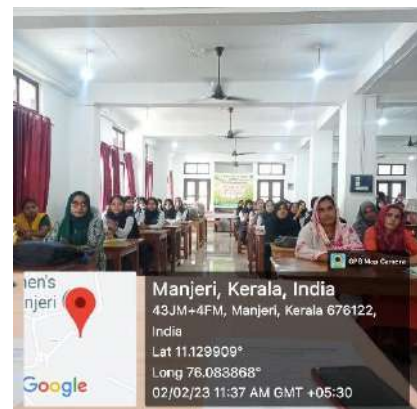 GPS Map Camera
en's
njeri
Google
Manjeri, Kerala, India
43JM+4FM, Manjeri, Kerala 676122,
India
Lat 11.129909°
Long 76.083868°
02/02/23 11:37 AM GMT +05:30